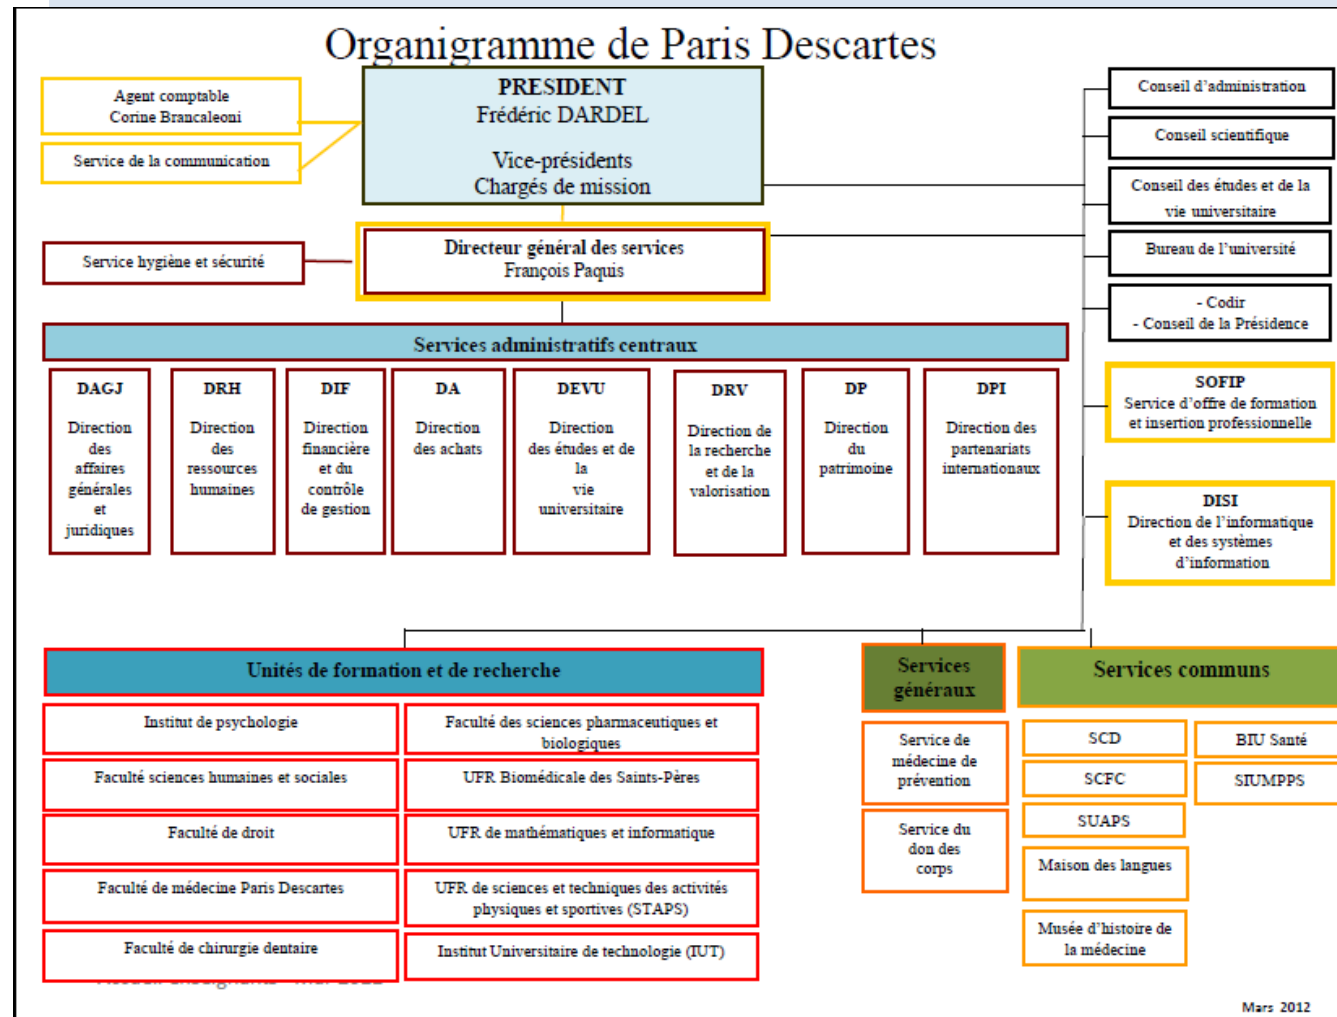 Organigramme de Paris Descartes
Agent comptable
Corine Brancaleoni
Service de la communication
PRESIDENT
Frédéric DARDEL
Vice-présidents
Chargés de mission
Conseil d'administration
Conseil scientifique
Conseil des études et de la
vie universitaire
Bureau de l'université
- Codir
- Conseil de la Présidence
Service hygiène et sécurité
Directeur général des services
François Paquis
Services administratifs centraux
DAGJ
Direction
des
affaires
générales
et
juridiques
DRH
Direction
des
ressources
humaines
DIF
Direction
financière
et du
contrôle
de gestion
DA
Direction
des achats
DEVU
Direction
des études et de
la
vie
universitaire
DRV
Direction de
la recherche
et de la
valorisation
DP
Direction
du
patrimoine
DPI
Direction des
partenariats
internationaux
SOFIP
Service d'offre de formation
et insertion professionnelle
DISI
Direction de l'informatique
et des systèmes
d'information
Unités de formation et de recherche
Institut de psychologie
Faculté sciences humaines et sociales
Faculté de droit
Faculté de médecine Paris Descartes
Faculté de chirurgie dentaire
Faculté des sciences pharmaceutiques et
biologiques
UFR Biomédicale des Saints-Pères
UFR de mathématiques et informatique
UFR de sciences et techniques des activités
physiques et sportives (STAPS)
Institut Universitaire de technologie (IUT)
Services
généraux
Service de
médecine de
prévention
Service du
don des
corps
Services communs
SCD
SCFC
SUAPS
Maison des langues
Musée d'histoire de
la médecine
BIU Santé
SIUMPPS
Mars 2012